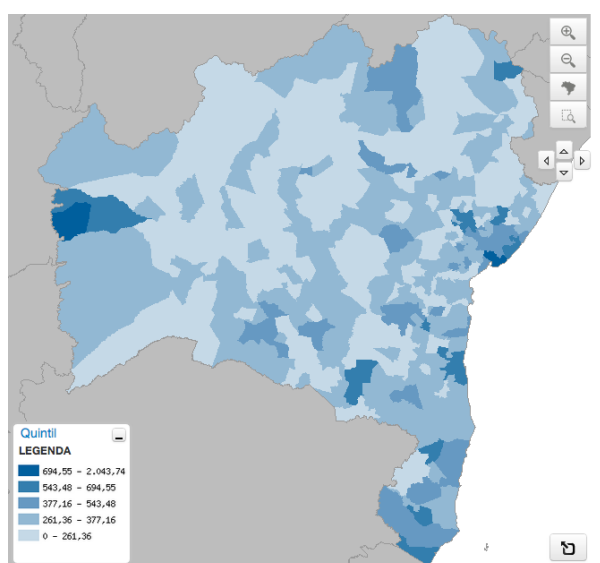 Quintil
LEGENDA
694,55 - 2.043,74
543,48 - 694,55
377,16 - 543,48
261,36 - 377,16
0 - 261,36